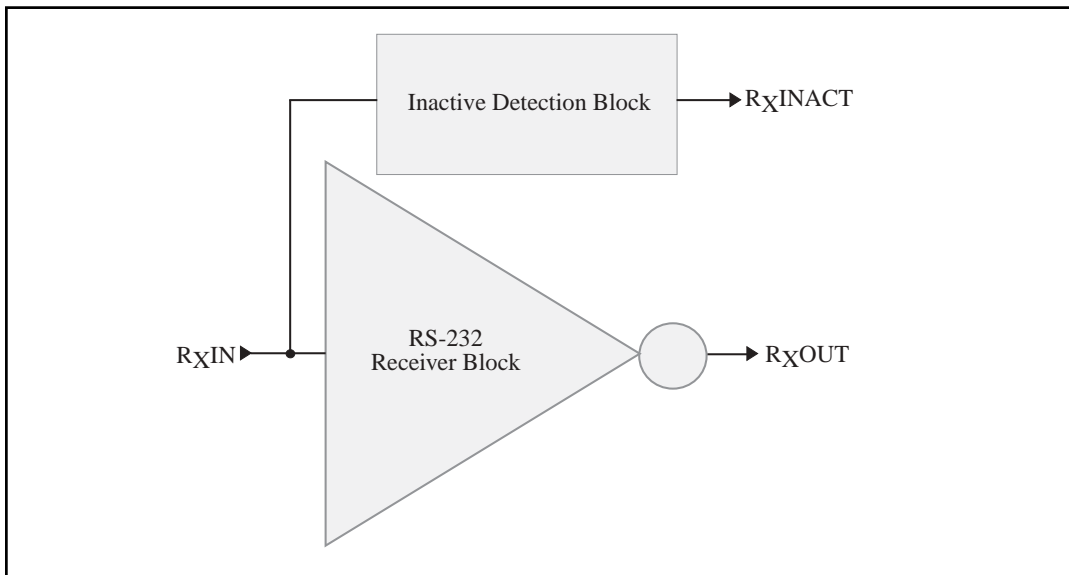 Inactive Detection Block
RXINACT
RS-232
Receiver Block
RXIN
RXOUT